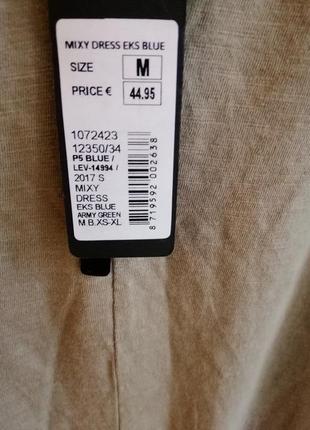 MIXY DRESS EKS BLUE
SIZE M
PRICE € 44.95
1072423
12350/34
P5 BLUE /
LEV-14994 /
2017 S
MIXY
DRESS
EKS BLUE
ARMY GREEN
M.B.XS-XL
8719592002638